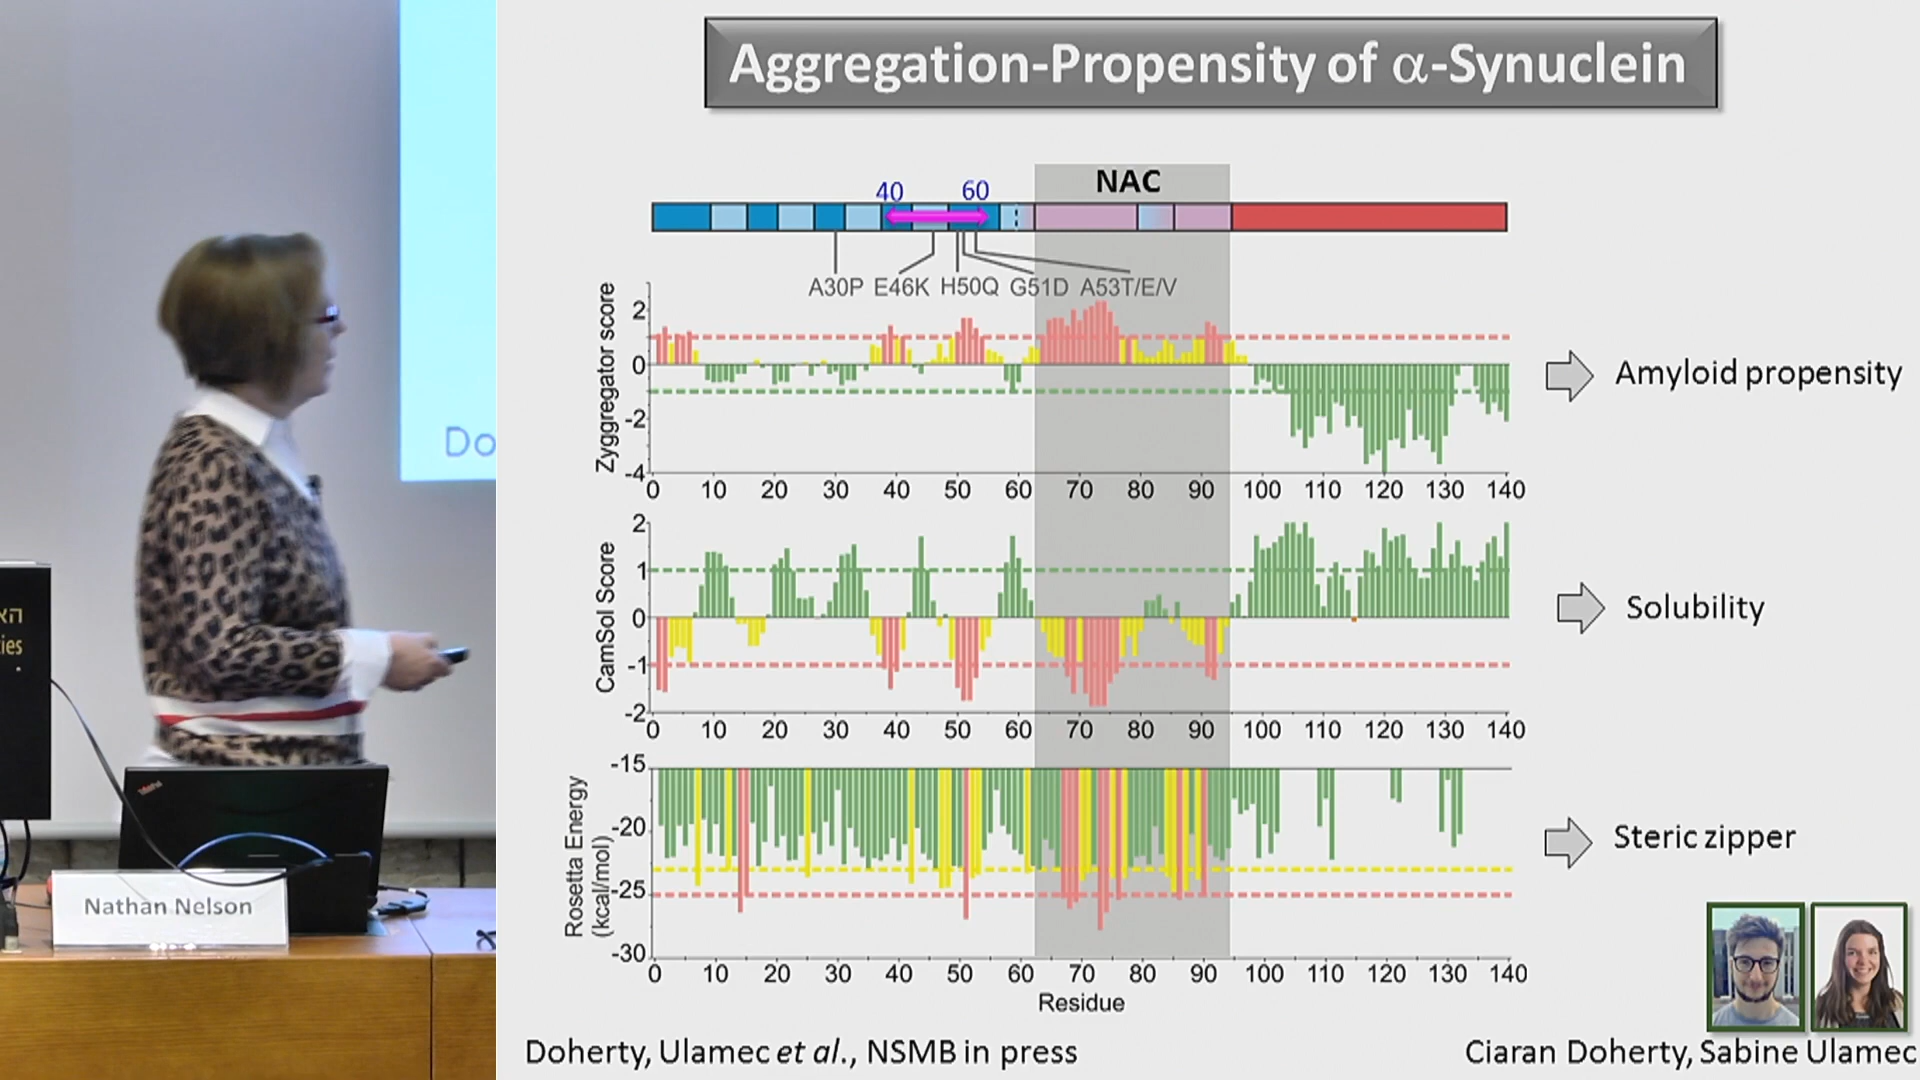 Aggregation-Propensity of α-Synuclein
NAC
40 60
A30P E46K H50Q G51D A53T/E/V
Zyggregator score
2
0
-2
-4
0 10 20 30 40 50 60 70 80 90 100 110 120 130 140
Amyloid propensity
CamSol Score
2
1
0
-1
-2
0 10 20 30 40 50 60 70 80 90 100 110 120 130 140
Solubility
Rosetta Energy
(kcal/mol)
-15
-20
-25
-30
0 10 20 30 40 50 60 70 80 90 100 110 120 130 140
Residue
Steric zipper
Doherty, Ulamec et al., NSMB in press
Ciaran Doherty, Sabine Ulamec
Do
האק
ies
ThinkPad
Nathan Nelson